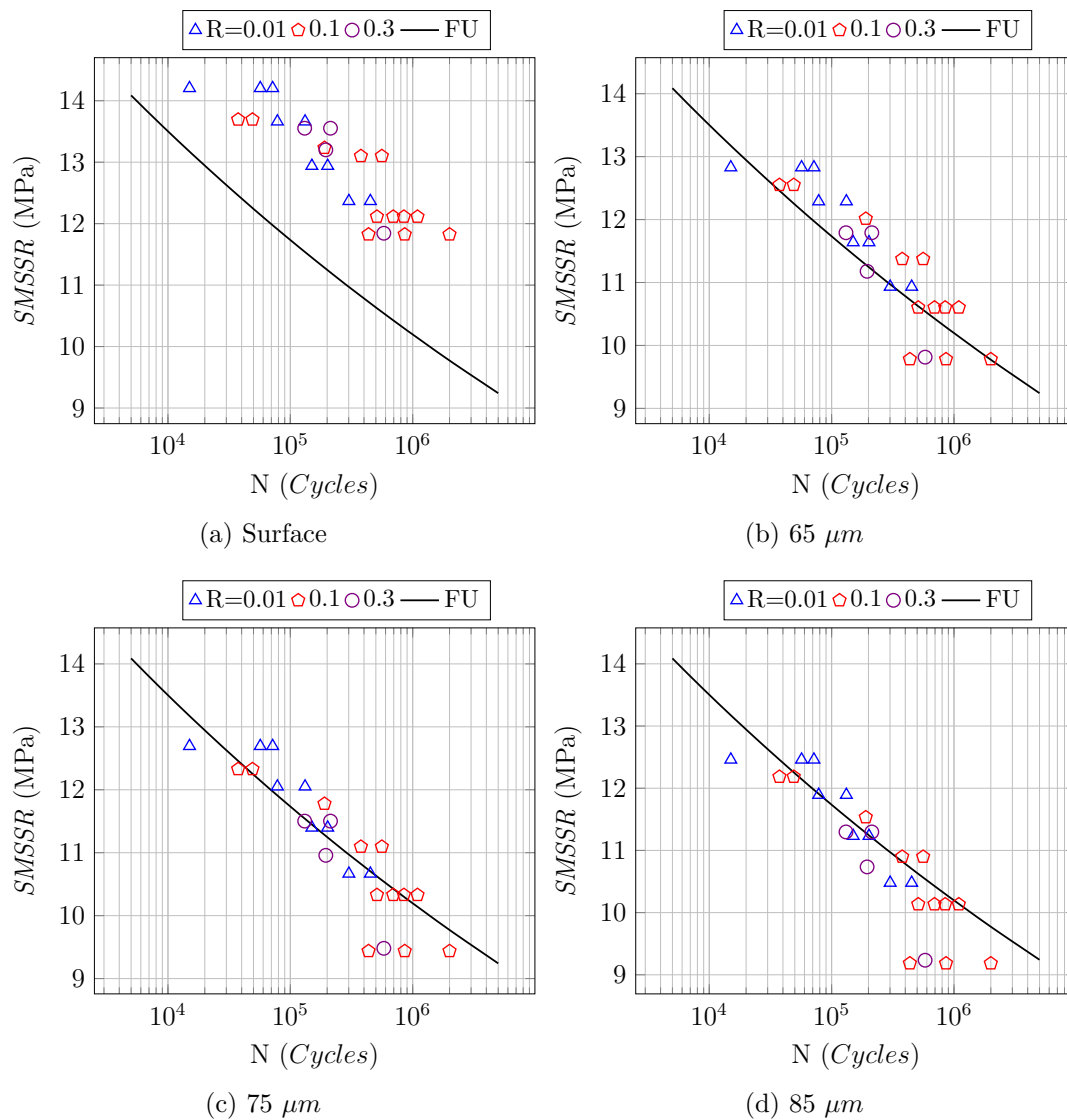 R=0.01 0.1 0.3 FU
14
13
12
11
10
9
SMSSR (MPa)
10^4 10^5 10^6
N (Cycles)
(a) Surface
R=0.01 0.1 0.3 FU
14
13
12
11
10
9
SMSSR (MPa)
10^4 10^5 10^6
N (Cycles)
(b) 65 μm
R=0.01 0.1 0.3 FU
14
13
12
11
10
9
SMSSR (MPa)
10^4 10^5 10^6
N (Cycles)
(c) 75 μm
R=0.01 0.1 0.3 FU
14
13
12
11
10
9
SMSSR (MPa)
10^4 10^5 10^6
N (Cycles)
(d) 85 μm